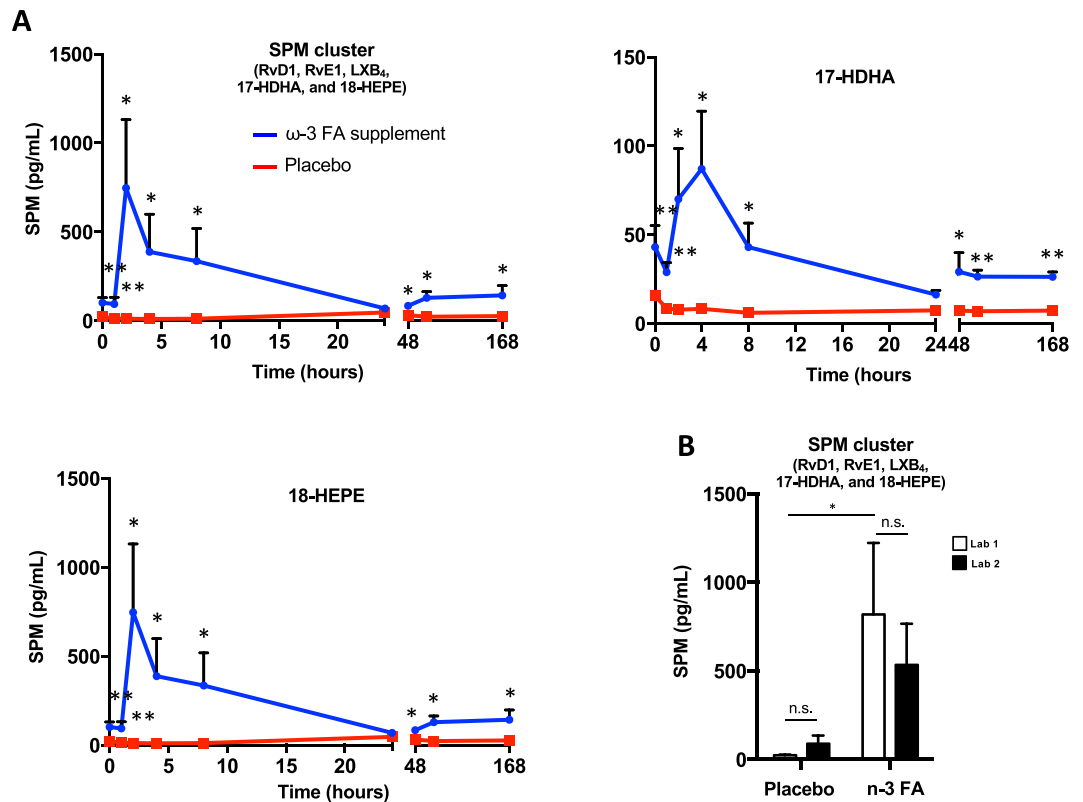 A
SPM cluster
(RvD1, RvE1, LXB₄,
17-HDHA, and 18-HEPE)
ω-3 FA supplement
Placebo
SPM (pg/mL)
1500
1000
500
0
*
*
*
* *
**
*
*
*
0 5 10 15 20 48 168
Time (hours)
17-HDHA
150
100
50
0
*
*
**
**
*
*
**
**
0 4 8 12 16 20 24 48 168
Time (hours
18-HEPE
SPM (pg/mL)
1500
1000
500
0
*
*
*
* *
**
*
*
*
0 5 10 15 20 48 168
Time (hours)
B
SPM cluster
(RvD1, RvE1, LXB₄,
17-HDHA, and 18-HEPE)
SPM (pg/mL)
1500
1000
500
0
*
n.s.
n.s.
Lab 1
Lab 2
Placebo n-3 FA